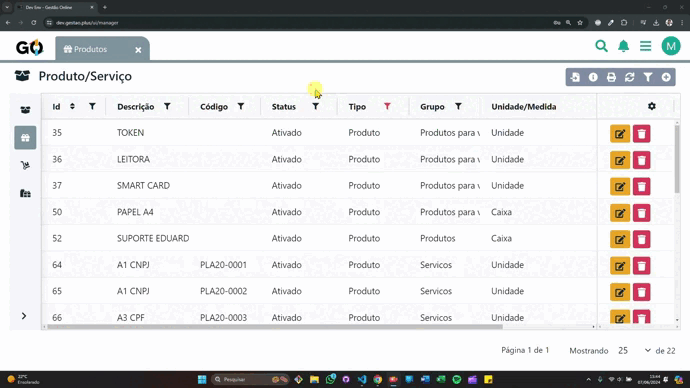 Dev Env - Gestão Online
dev.gestao.plus/ui/manager
GO
Produtos
M
Produto/Serviço
Id Descrição Código Status Tipo Grupo Unidade/Medida
35 TOKEN Ativado Produto Produtos para v Unidade
36 LEITORA Ativado Produto Produtos para v Unidade
37 SMART CARD Ativado Produto Produtos para v Unidade
50 PAPEL A4 Ativado Produto Produtos para v Caixa
52 SUPORTE EDUARD Ativado Produto Produtos Caixa
64 A1 CNPJ PLA20-0001 Ativado Produto Servicos Unidade
65 A1 CNPJ PLA20-0002 Ativado Produto Servicos Unidade
66 A3 CPF PLA20-0003 Ativado Produto Servicos Unidade
Página 1 de 1 Mostrando 25 de 22
22°C
Ensolarado
Pesquisar
15:44
07/06/2024